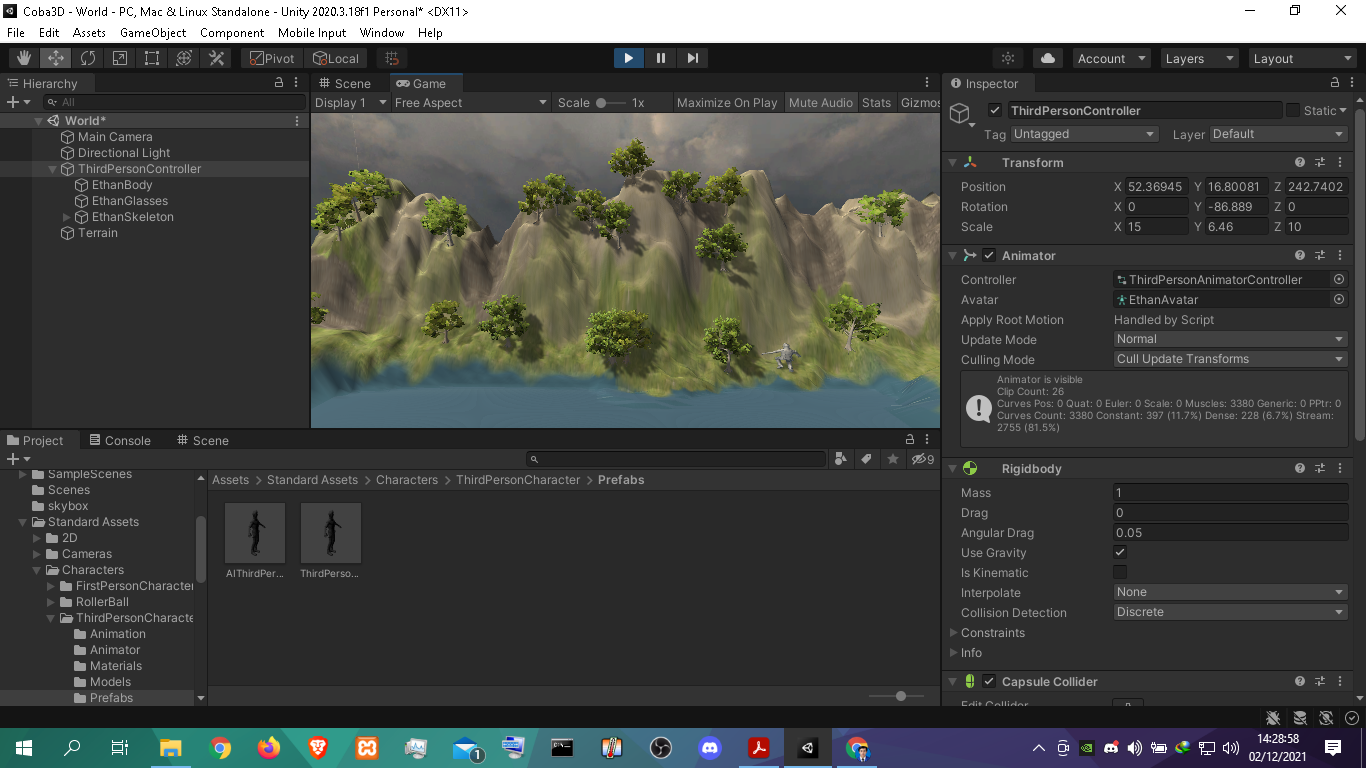 Coba3D - World - PC, Mac & Linux Standalone - Unity 2020.3.18f1 Personal* <DX11>
File Edit Assets GameObject Component Mobile Input Window Help
Pivot Local Account Layers Layout
Hierarchy
All
World*
Main Camera
Directional Light
ThirdPersonController
EthanBody
EthanGlasses
EthanSkeleton
Terrain
Scene Game
Display 1 Free Aspect Scale 1x Maximize On Play Mute Audio Stats Gizmos
Inspector
ThirdPersonController Static
Tag Untagged Layer Default
Transform
Position X 52.36945 Y 16.80081 Z 242.7402
Rotation X 0 Y -86.889 Z 0
Scale X 15 Y 6.46 Z 10
Animator
Controller ThirdPersonAnimatorController
Avatar EthanAvatar
Apply Root Motion Handled by Script
Update Mode Normal
Culling Mode Cull Update Transforms
Animator is visible
Clip Count: 26
Curves Pos: 0 Quat: 0 Euler: 0 Scale: 0 Muscles: 3380 Generic: 0 PPtr: 0
Curves Count: 3380 Constant: 397 (11.7%) Dense: 228 (6.7%) Stream:
2755 (81.5%)
Rigidbody
Mass 1
Drag 0
Angular Drag 0.05
Use Gravity
Is Kinematic
Interpolate None
Collision Detection Discrete
Constraints
Info
Capsule Collider
Edit Collider
Project Console Scene
9
SampleScenes
Scenes
skybox
Standard Assets
2D
Cameras
Characters
FirstPersonCharacter
RollerBall
ThirdPersonCharacte
Animation
Animator
Materials
Models
Prefabs
Assets > Standard Assets > Characters > ThirdPersonCharacter > Prefabs
AIThirdPer... ThirdPerso...
1
14:28:58
02/12/2021